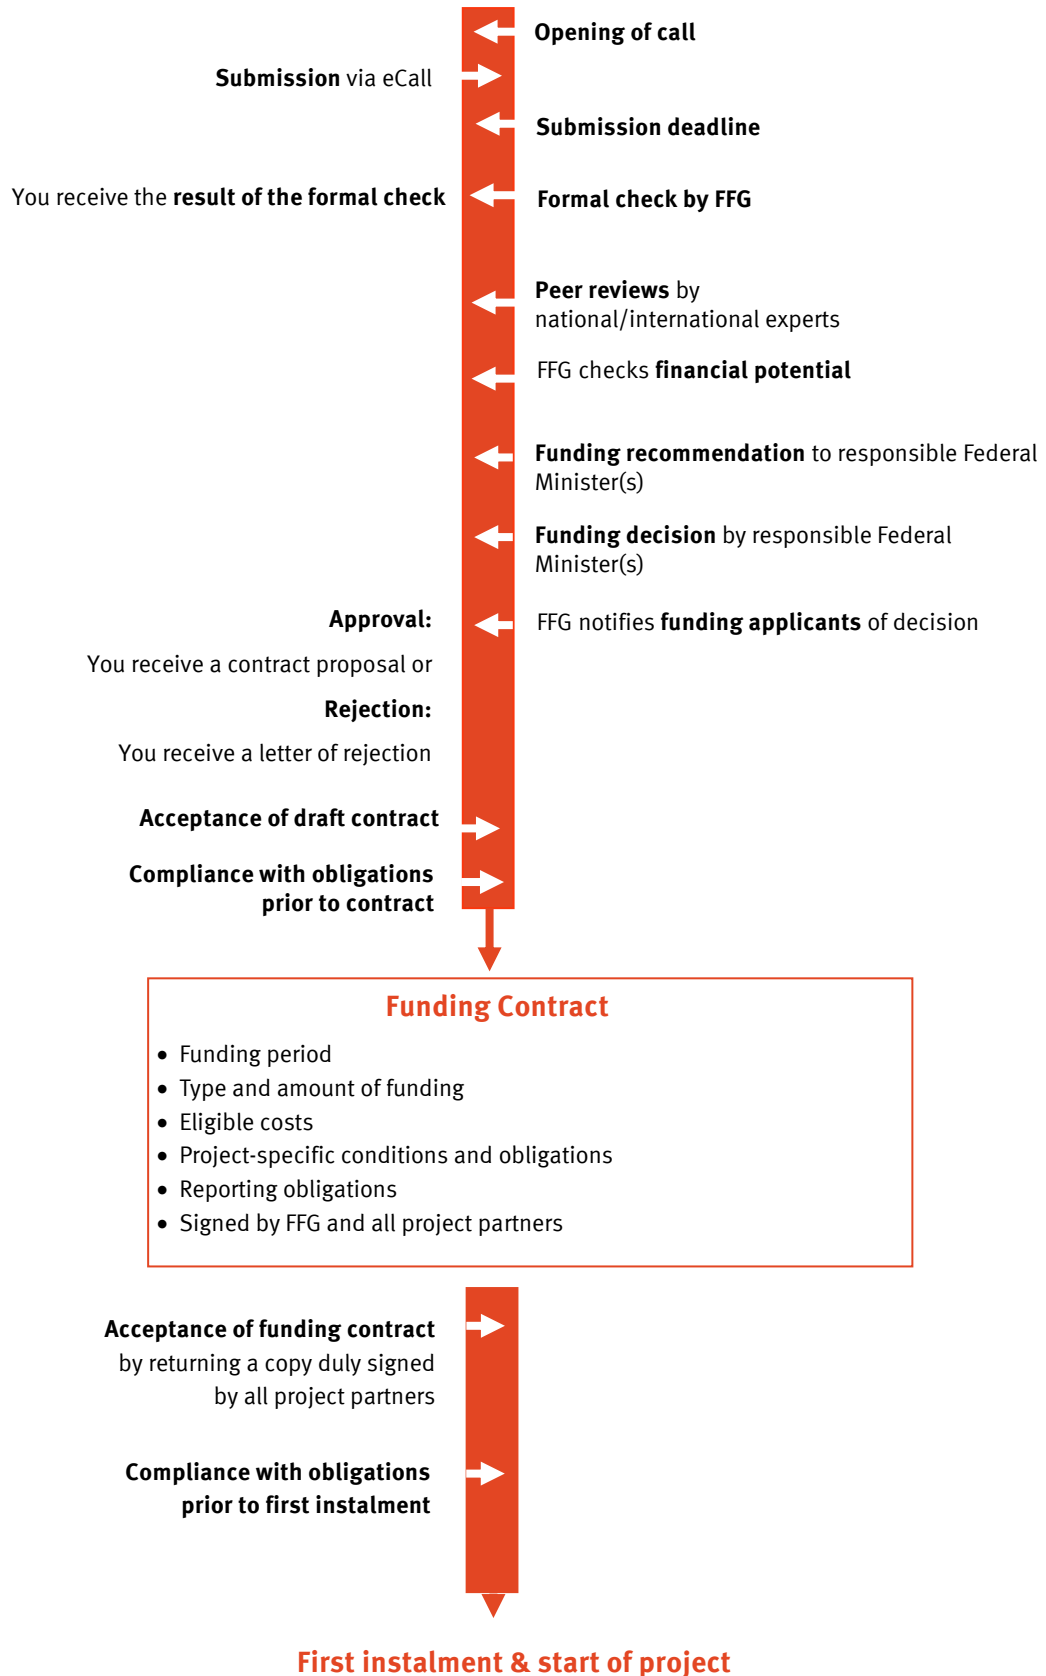 Opening of call
Submission via eCall
Submission deadline
You receive the result of the formal check
Formal check by FFG
Peer reviews by
national/international experts
FFG checks financial potential
Funding recommendation to responsible Federal
Minister(s)
Funding decision by responsible Federal
Minister(s)
Approval:
FFG notifies funding applicants of decision
You receive a contract proposal or
Rejection:
You receive a letter of rejection
Acceptance of draft contract
Compliance with obligations
prior to contract
Funding Contract
• Funding period
• Type and amount of funding
• Eligible costs
• Project-specific conditions and obligations
• Reporting obligations
• Signed by FFG and all project partners
Acceptance of funding contract
by returning a copy duly signed
by all project partners
Compliance with obligations
prior to first instalment
First instalment & start of project